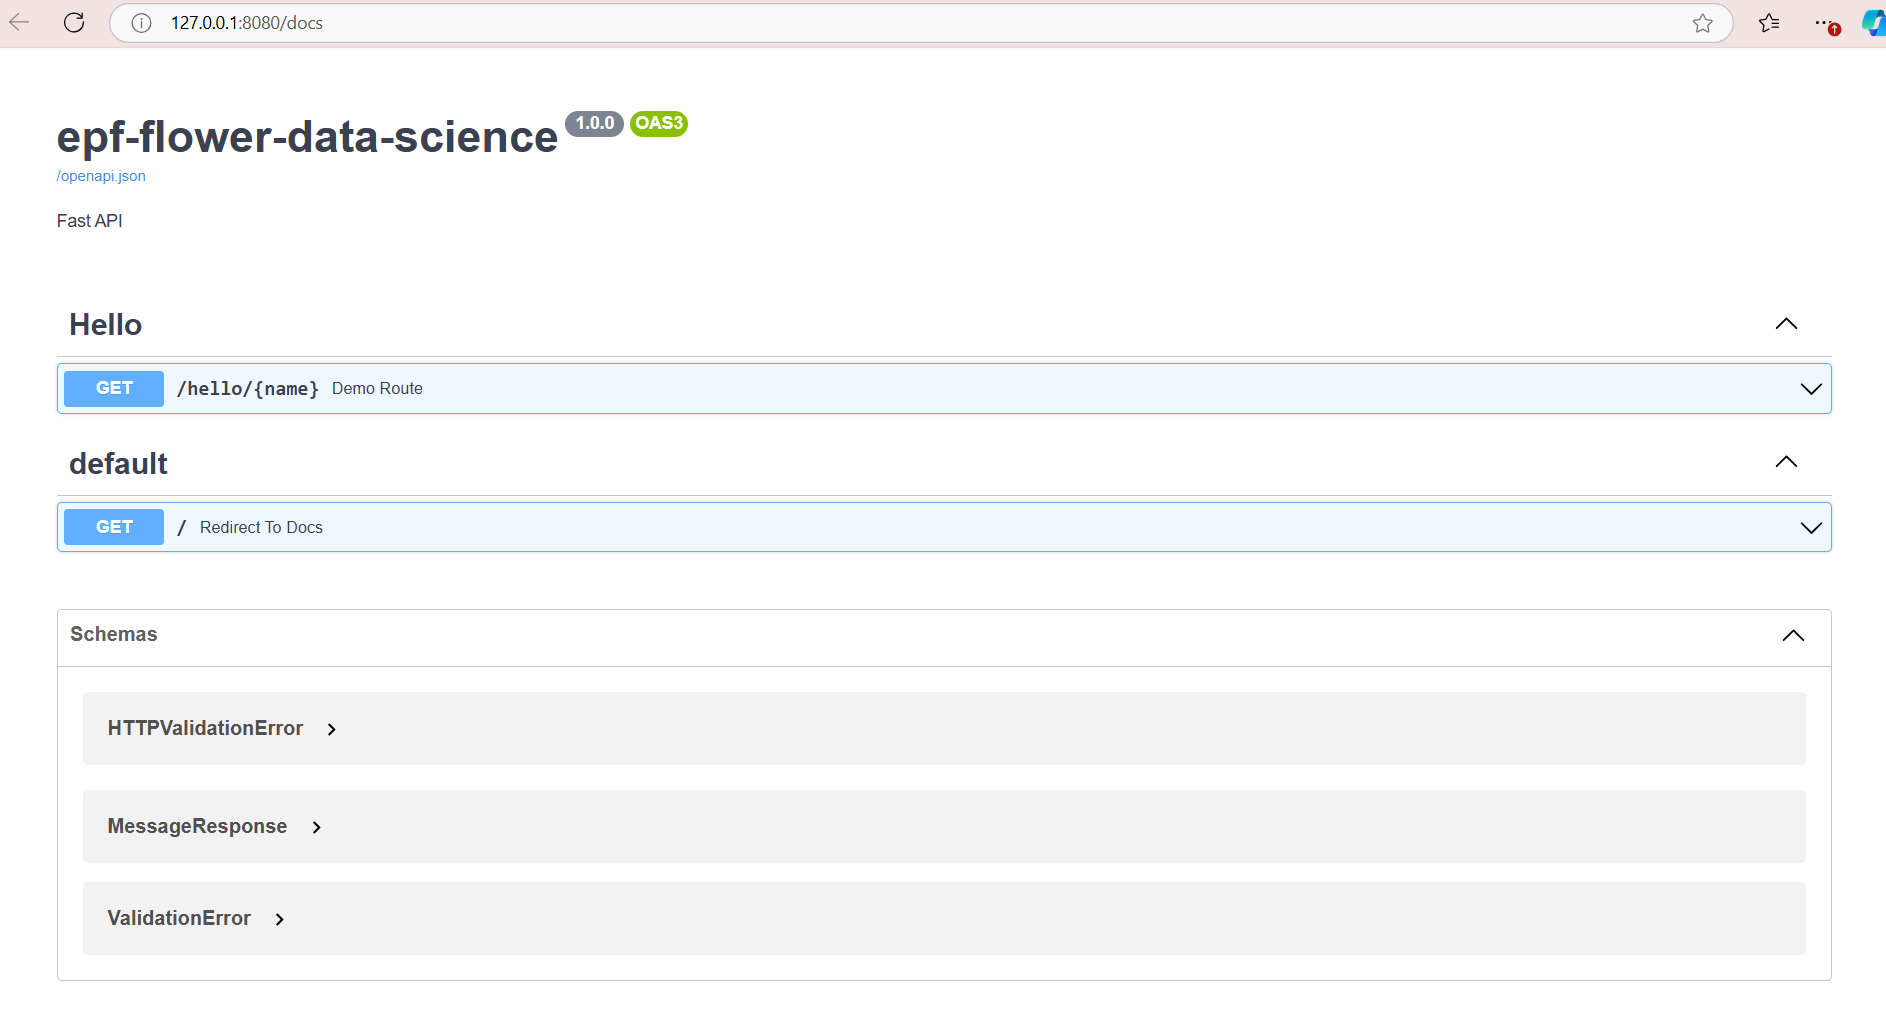 127.0.0.1:8080/docs
epf-flower-data-science 1.0.0 OAS3
/openapi.json
Fast API
Hello
GET /hello/{name} Demo Route
default
GET / Redirect To Docs
Schemas
HTTPValidationError
MessageResponse
ValidationError